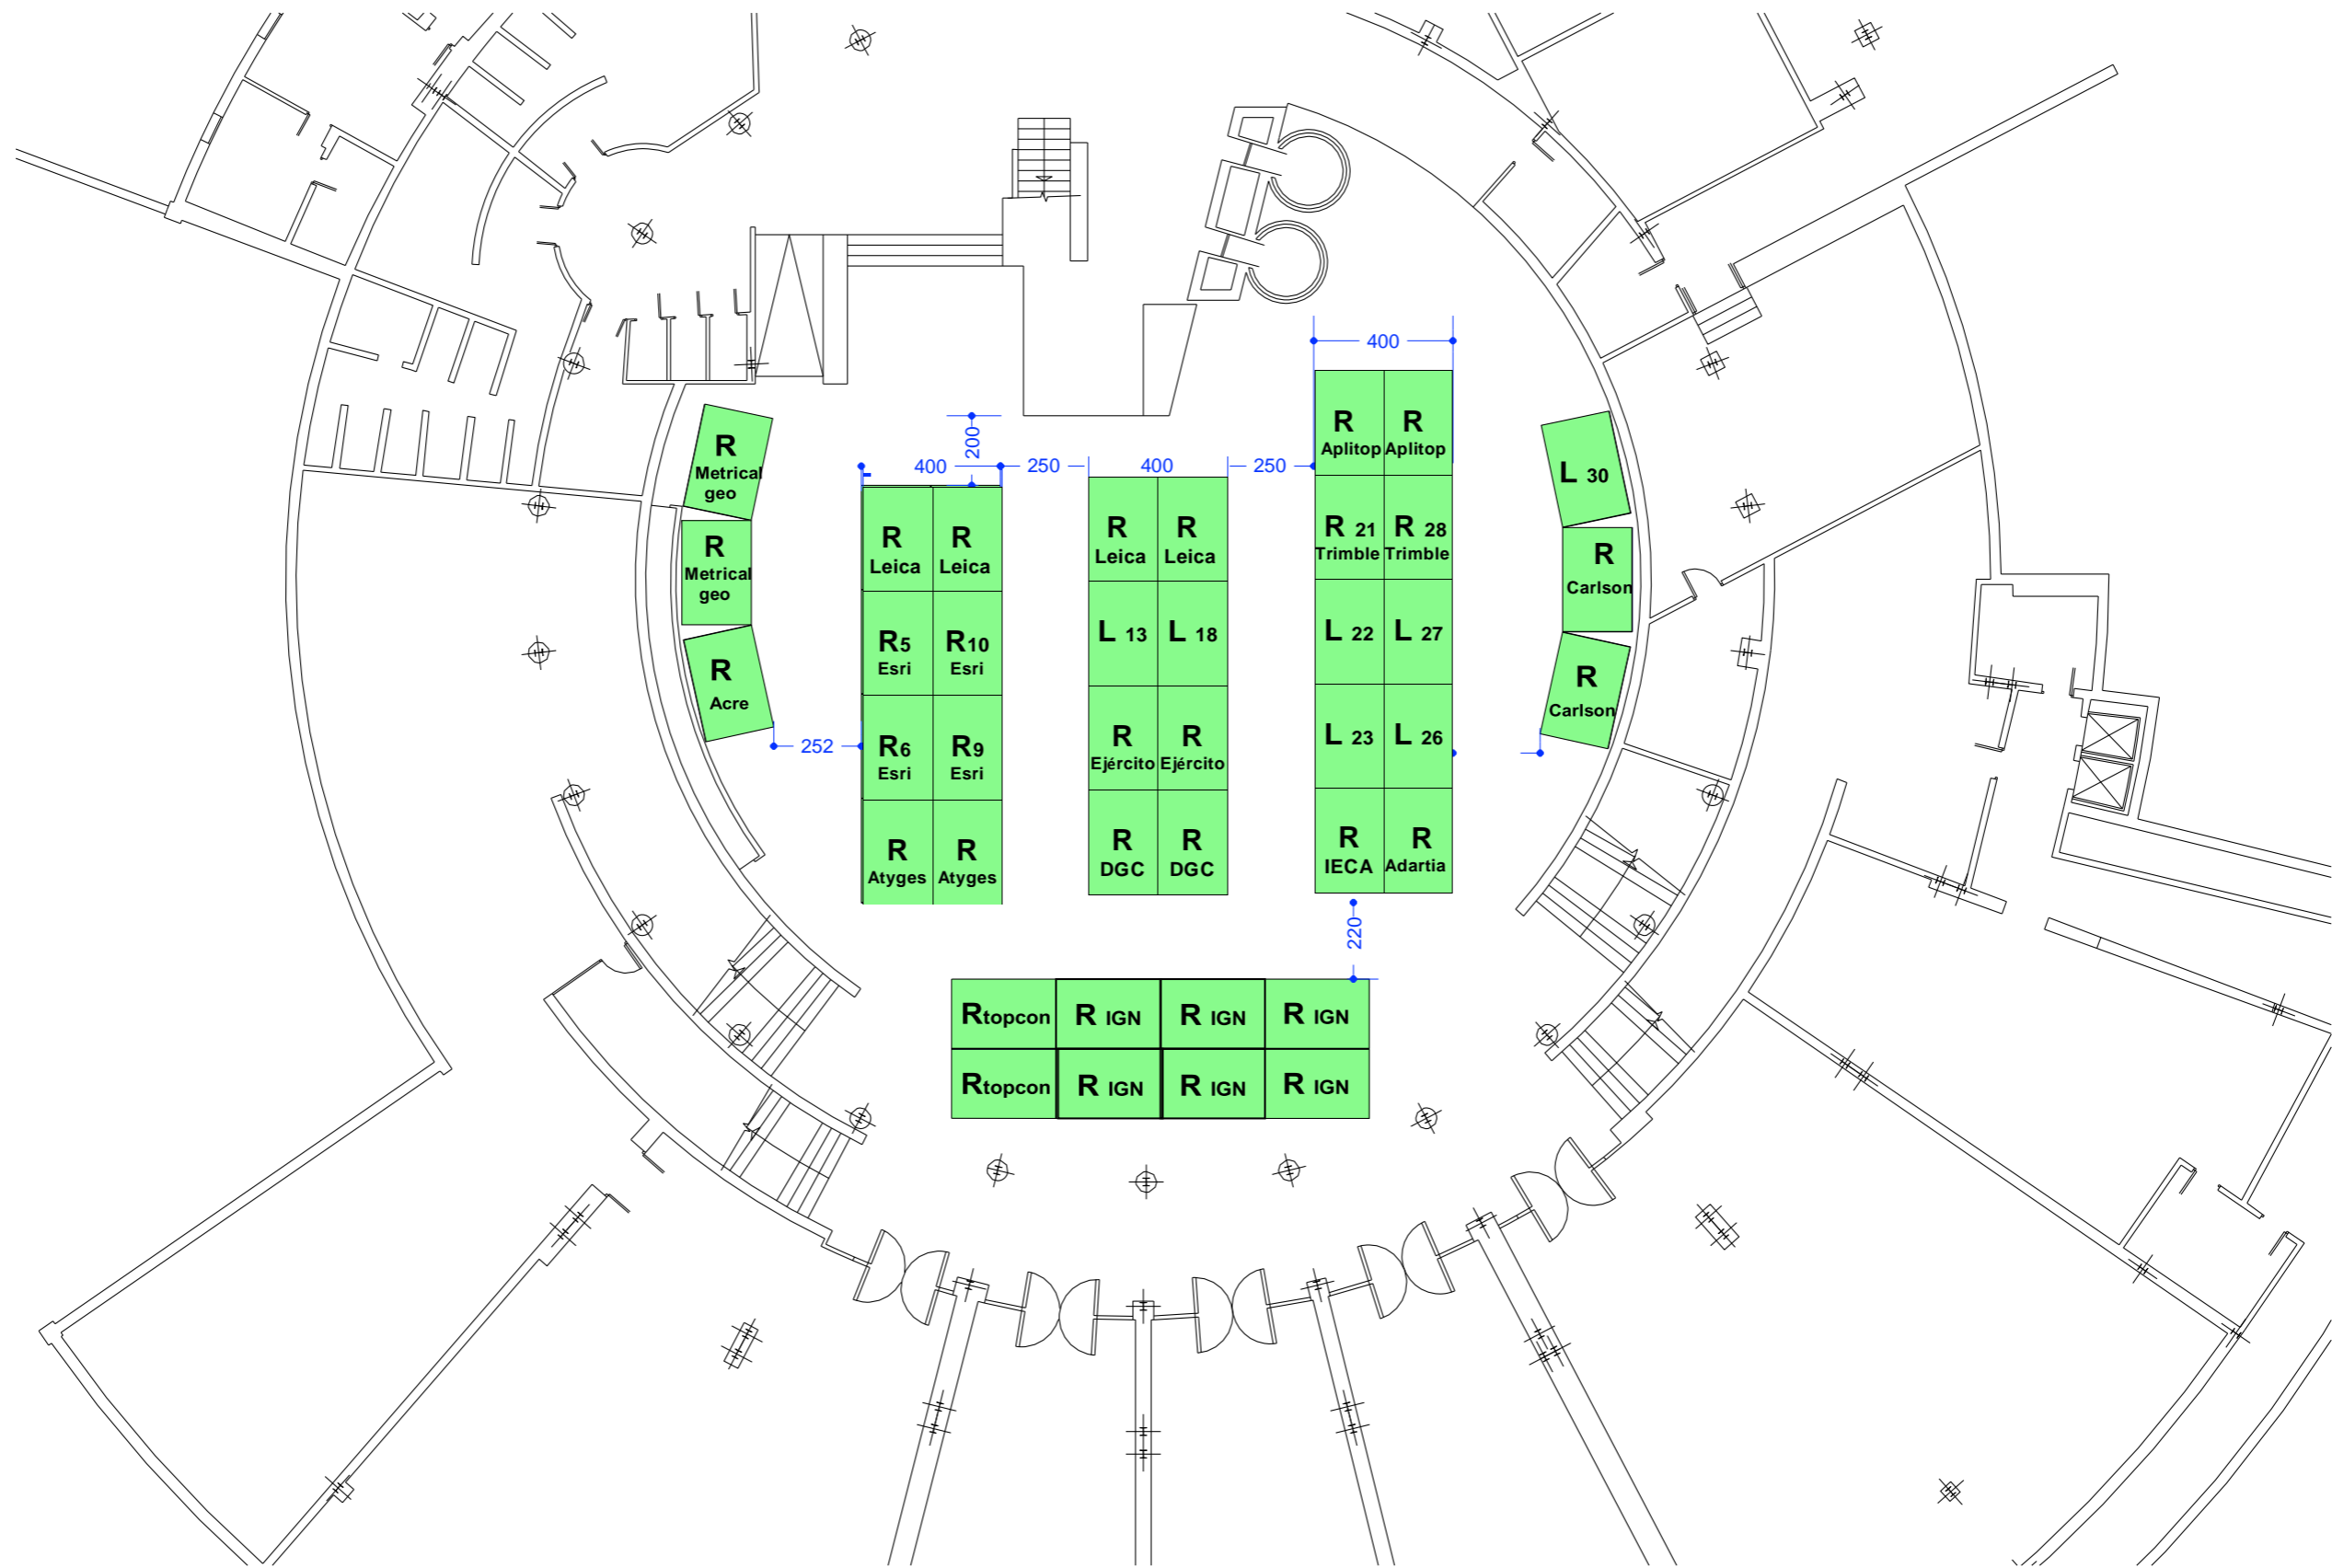 400
200
400
250
400
250
R
Metrical
geo
R
Metrical
geo
R
Acre
252
R
Leica
R
Leica
R5
Esri
R10
Esri
R6
Esri
R9
Esri
R
Atyges
R
Atyges
R
Leica
R
Leica
L 13
L 18
R
Ejército
R
Ejército
R
DGC
R
DGC
R
Aplitop
R
Aplitop
R 21
Trimble
R 28
Trimble
L 22
L 27
L 23
L 26
R
IECA
R
Adartia
L 30
R
Carlson
R
Carlson
220
Rtopcon
R IGN
R IGN
R IGN
Rtopcon
R IGN
R IGN
R IGN